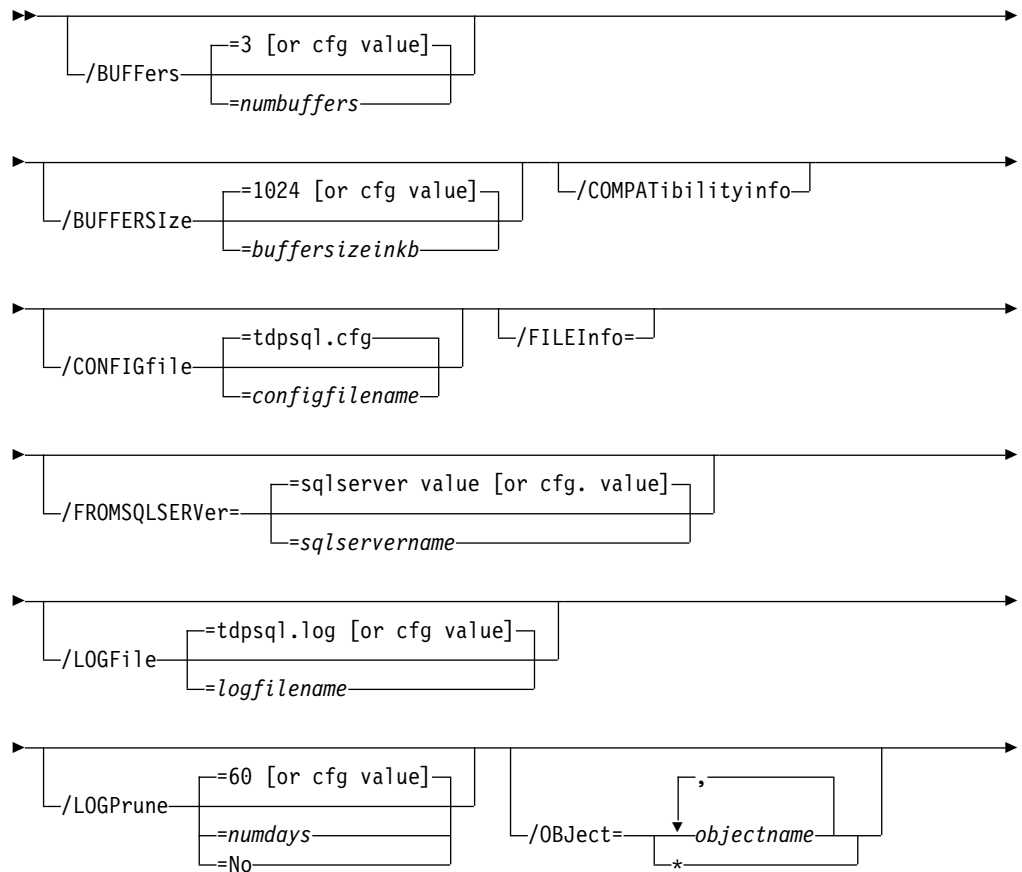 =3 [or cfg value]
/BUFFers
=numbuffers
=1024 [or cfg value]
/COMPATibilityinfo
/BUFFERSIze
=buffersizeinkb
=tdpsql.cfg
/FILEInfo=
/CONFIGfile
=configfilename
=sqlserver value [or cfg. value]
/FROMSQLSERVer=
=sqlservername
=tdpsql.log [or cfg value]
/LOGFile
=logfilename
=60 [or cfg value]
,
/LOGPrune
=numdays
/OBJect=
objectname
=No
*